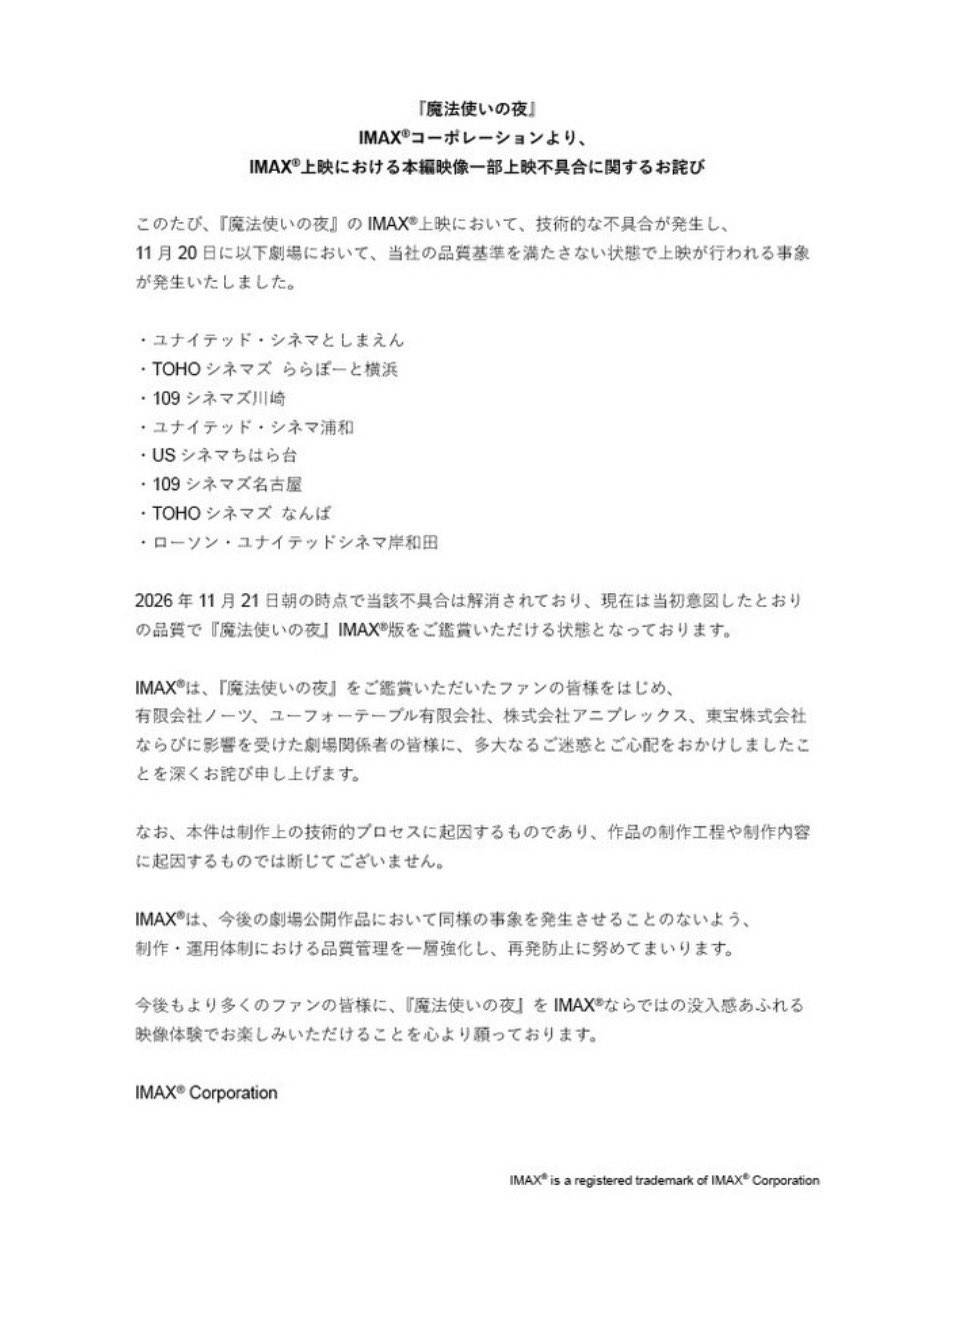 『魔法使いの夜』
IMAX®コーポレーションより、
IMAX®上映における本編映像一部上映不具合に関するお詫び
このたび、『魔法使いの夜』の IMAX®上映において、技術的な不具合が発生し、
11 月 20 日に以下劇場において、当社の品質基準を満たさない状態で上映が行われる事象
が発生いたしました。
・ユナイテッド・シネマとしまえん
・TOHO シネマズ ららぽーと横浜
・109 シネマズ川崎
・ユナイテッド・シネマ浦和
・US シネマちはら台
・109 シネマズ名古屋
・TOHO シネマズ なんば
・ローソン・ユナイテッドシネマ岸和田
2026 年 11 月 21 日朝の時点で当該不具合は解消されており、現在は当初意図したとおり
の品質で『魔法使いの夜』IMAX®版をご鑑賞いただける状態となっております。
IMAX®は、『魔法使いの夜』をご鑑賞いただいたファンの皆様をはじめ、
有限会社ノーツ、ユーフォーテーブル有限会社、株式会社アニプレックス、東宝株式会社
ならびに影響を受けた劇場関係者の皆様に、多大なるご迷惑とご心配をおかけしましたこ
とを深くお詫び申し上げます。
なお、本件は制作上の技術的プロセスに起因するものであり、作品の制作工程や制作内容
に起因するものでは断じてございません。
IMAX®は、今後の劇場公開作品において同様の事象を発生させることのないよう、
制作・運用体制における品質管理を一層強化し、再発防止に努めてまいります。
今後もより多くのファンの皆様に、『魔法使いの夜』を IMAX®ならではの没入感あふれる
映像体験でお楽しみいただけることを心より願っております。
IMAX® Corporation
IMAX® is a registered trademark of IMAX® Corporation